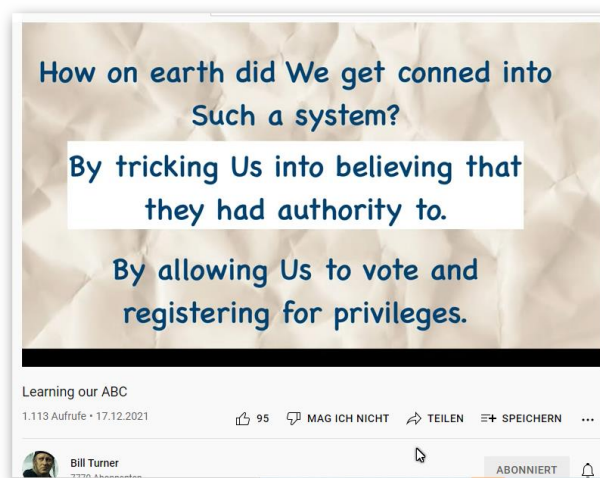 How on earth did We get conned into
Such a system?
By tricking Us into believing that
they had authority to.
By allowing Us to vote and
registering for privileges.
Learning our ABC
1.113 Aufrufe • 17.12.2021
95 MAG ICH NICHT TEILEN SPEICHERN
Bill Turner
ABONNIERT